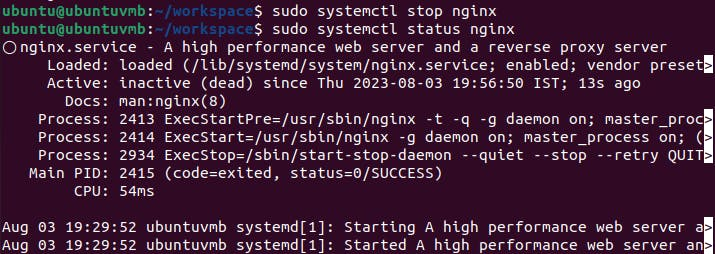 ubuntu@ubuntuvmb:~/workspace$ sudo systemctl stop nginx
ubuntu@ubuntuvmb:~/workspace$ sudo systemctl status nginx
○ nginx.service - A high performance web server and a reverse proxy server
     Loaded: loaded (/lib/systemd/system/nginx.service; enabled; vendor preset>
     Active: inactive (dead) since Thu 2023-08-03 19:56:50 IST; 13s ago
       Docs: man:nginx(8)
    Process: 2413 ExecStartPre=/usr/sbin/nginx -t -q -g daemon on; master_proc>
    Process: 2414 ExecStart=/usr/sbin/nginx -g daemon on; master_process on; (>
    Process: 2934 ExecStop=/sbin/start-stop-daemon --quiet --stop --retry QUIT>
   Main PID: 2415 (code=exited, status=0/SUCCESS)
        CPU: 54ms

Aug 03 19:29:52 ubuntuvmb systemd[1]: Starting A high performance web server a>
Aug 03 19:29:52 ubuntuvmb systemd[1]: Started A high performance web server an>